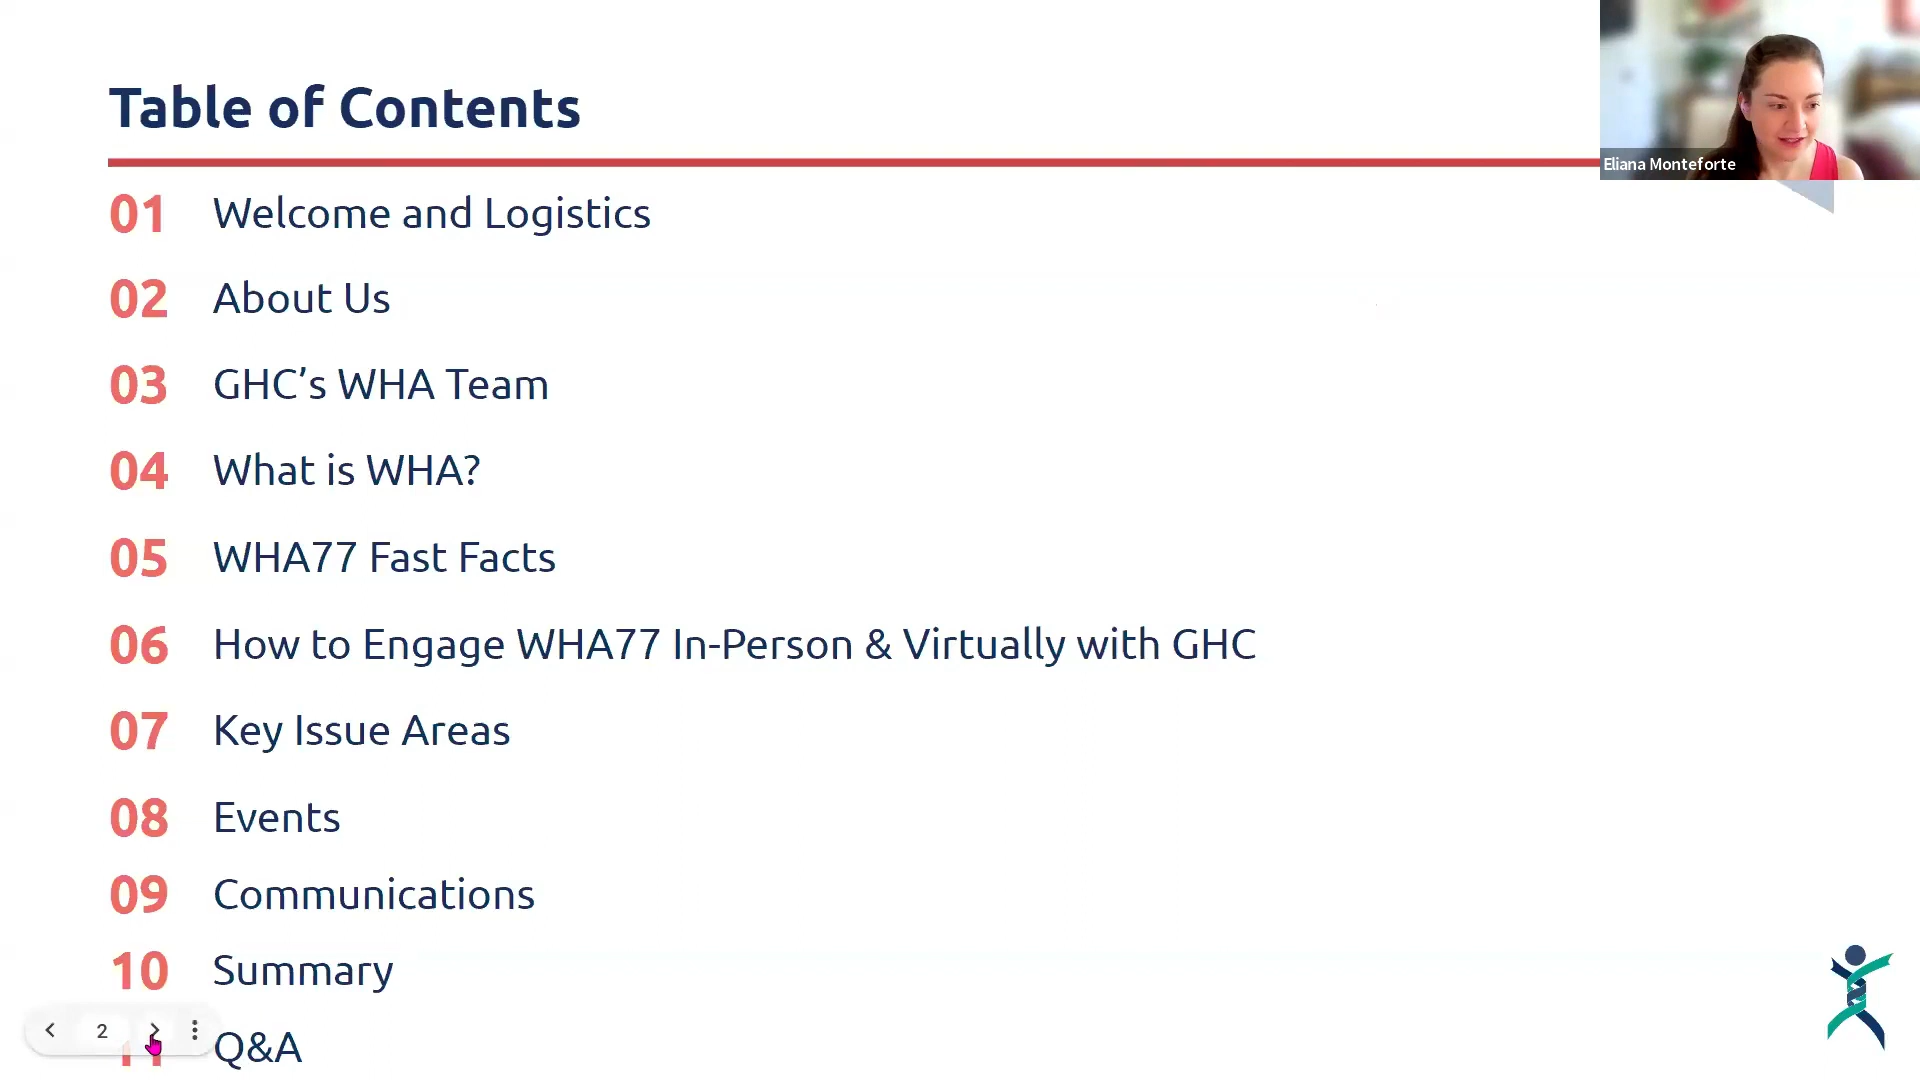 Table of Contents
Eliana Monteforte
01 Welcome and Logistics
02 About Us
03 GHC’s WHA Team
04 What is WHA?
05 WHA77 Fast Facts
06 How to Engage WHA77 In-Person & Virtually with GHC
07 Key Issue Areas
08 Events
09 Communications
10 Summary
11 Q&A
2